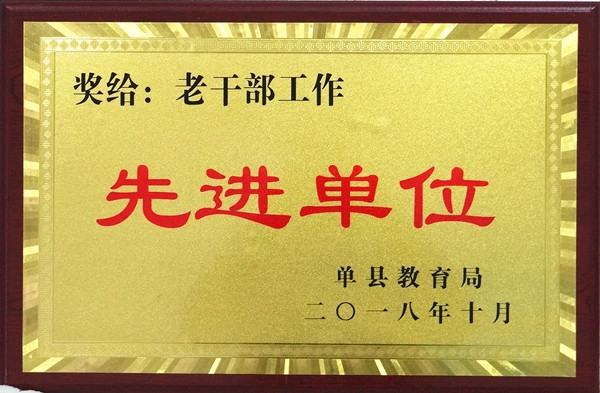 奖给：老干部工作
先进单位
单县教育局
二〇一八年十月